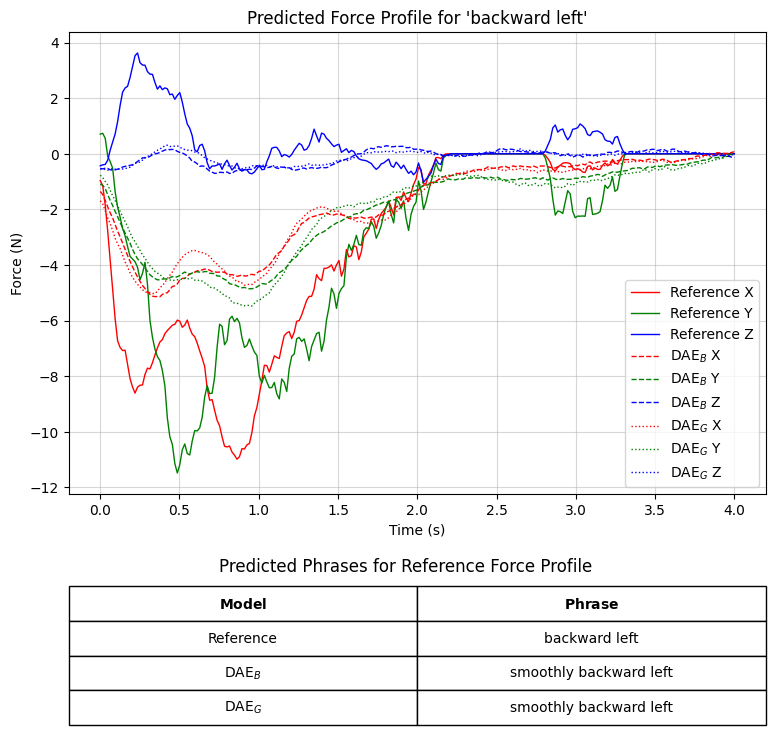 Predicted Force Profile for 'backward left'
4
2
0
−2
−4
−6
−8
−10
−12
Force (N)
0.0 0.5 1.0 1.5 2.0 2.5 3.0 3.5 4.0
Time (s)
Reference X
Reference Y
Reference Z
DAE_B X
DAE_B Y
DAE_B Z
DAE_G X
DAE_G Y
DAE_G Z
Predicted Phrases for Reference Force Profile
Model Phrase
Reference backward left
DAE_B smoothly backward left
DAE_G smoothly backward left